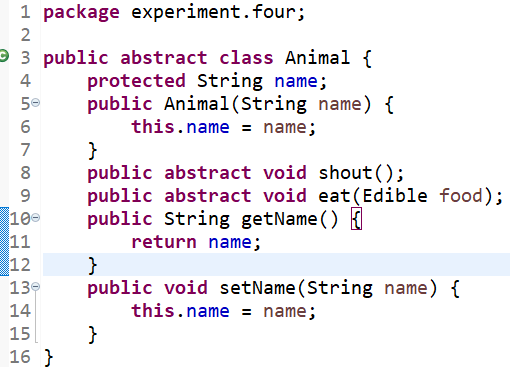 1 package experiment.four;
2
3 public abstract class Animal {
4     protected String name;
5     public Animal(String name) {
6         this.name = name;
7     }
8     public abstract void shout();
9     public abstract void eat(Edible food);
10     public String getName() {
11         return name;
12     }
13     public void setName(String name) {
14         this.name = name;
15     }
16 }